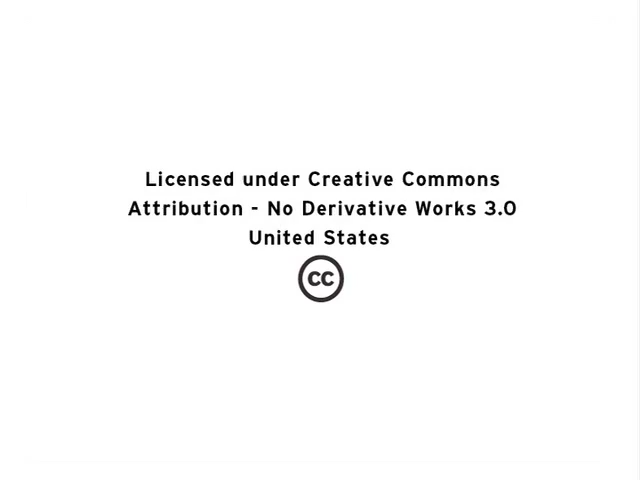 Licensed under Creative Commons
Attribution - No Derivative Works 3.0
United States
cc